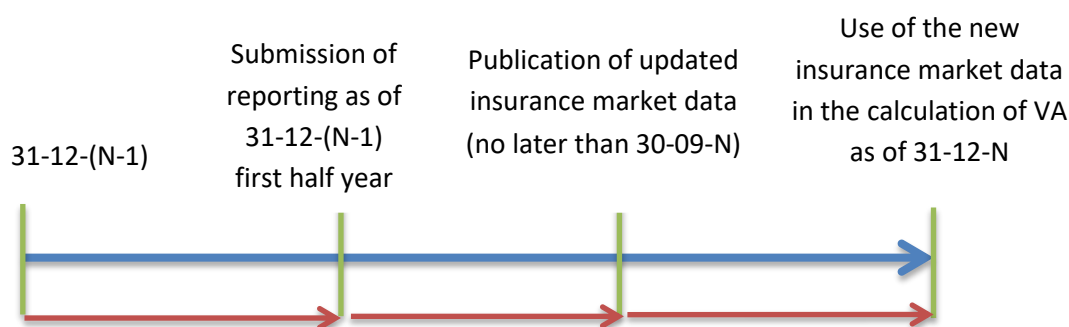 31-12-(N-1)
Submission of
reporting as of
31-12-(N-1)
first half year
Publication of updated
insurance market data
(no later than 30-09-N)
Use of the new
insurance market data
in the calculation of VA
as of 31-12-N